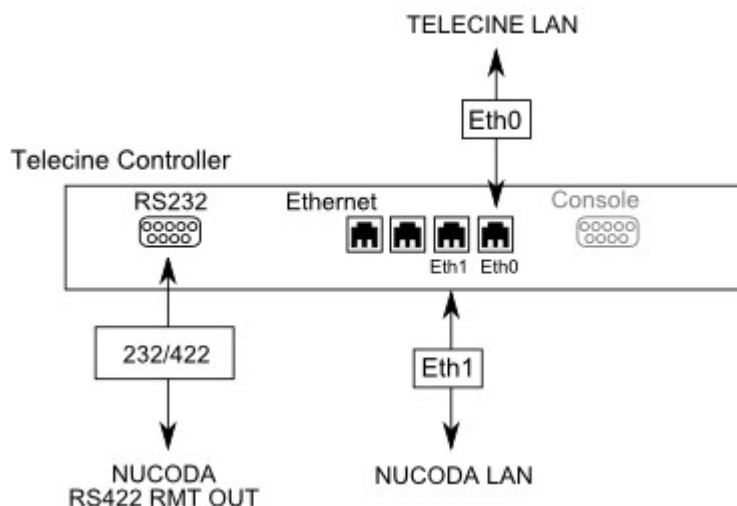 TELECINE LAN
Eth0
Telecine Controller
RS232
Ethernet
Console
Eth1
Eth0
232/422
Eth1
NUCODA
RS422 RMT OUT
NUCODA LAN